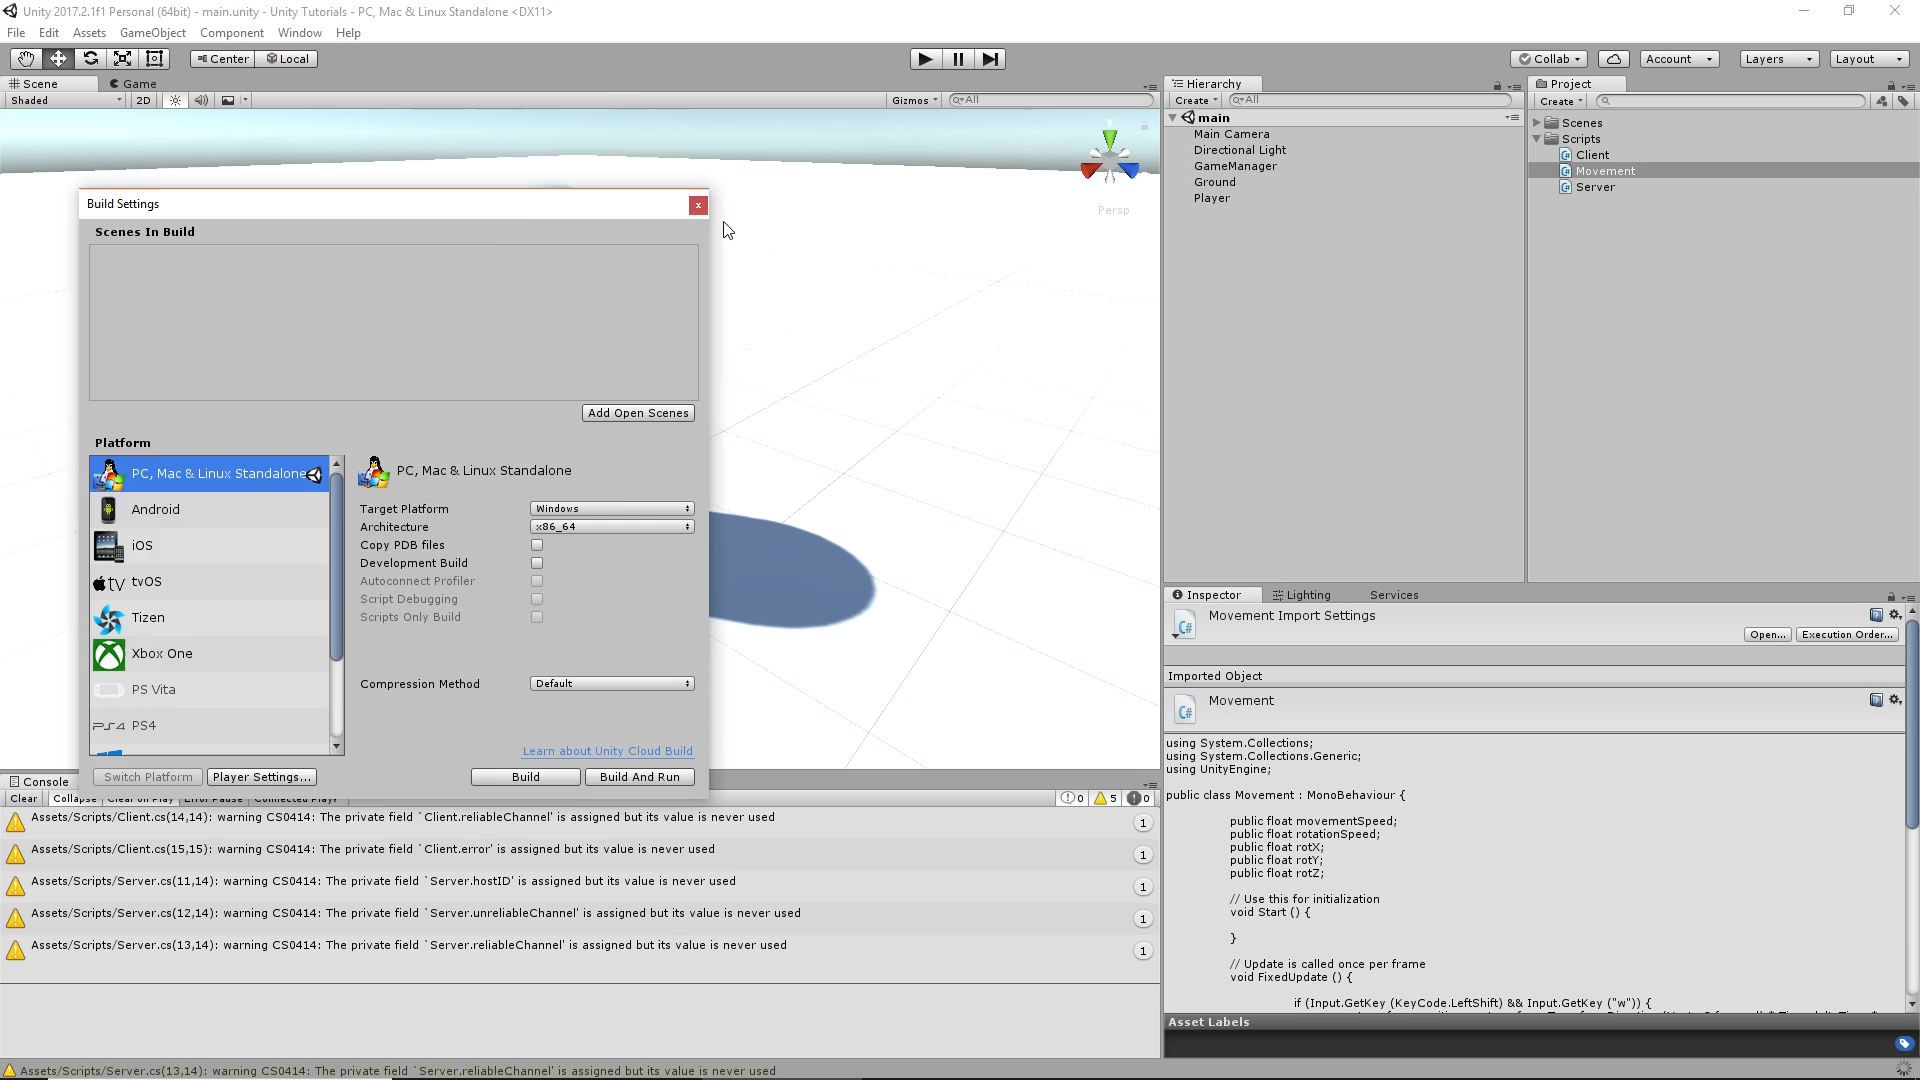 Unity 2017.2.1f1 Personal (64bit) - main.unity - Unity Tutorials - PC, Mac & Linux Standalone <DX11>
File Edit Assets GameObject Component Window Help
Center Local Collab Account Layers Layout
Scene Game
Shaded 2D Gizmos All
Hierarchy
Create All
main
Main Camera
Directional Light
GameManager
Ground
Player
Project
Create
Scenes
Scripts
Client
Movement
Server
y
Persp
Build Settings
x
Scenes In Build
Add Open Scenes
Platform
PC, Mac & Linux Standalone
Android
iOS
tv tvOS
Tizen
Xbox One
PS Vita
PS4 PS4
PC, Mac & Linux Standalone
Target Platform Windows
Architecture x86_64
Copy PDB files
Development Build
Autoconnect Profiler
Script Debugging
Scripts Only Build
Compression Method Default
Learn about Unity Cloud Build
Switch Platform Player Settings... Build Build And Run
Console
Clear Collapse Clear on Play Error Pause 0 5 0
Assets/Scripts/Client.cs(14,14): warning CS0414: The private field `Client.reliableChannel' is assigned but its value is never used 1
Assets/Scripts/Client.cs(15,15): warning CS0414: The private field `Client.error' is assigned but its value is never used 1
Assets/Scripts/Server.cs(11,14): warning CS0414: The private field `Server.hostID' is assigned but its value is never used 1
Assets/Scripts/Server.cs(12,14): warning CS0414: The private field `Server.unreliableChannel' is assigned but its value is never used 1
Assets/Scripts/Server.cs(13,14): warning CS0414: The private field `Server.reliableChannel' is assigned but its value is never used 1
Assets/Scripts/Server.cs(13,14): warning CS0414: The private field `Server.reliableChannel' is assigned but its value is never used
Inspector Lighting Services
C# Movement Import Settings
Open... Execution Order...
Imported Object
C# Movement
using System.Collections;
using System.Collections.Generic;
using UnityEngine;
public class Movement : MonoBehaviour {
public float movementSpeed;
public float rotationSpeed;
public float rotX;
public float rotY;
public float rotZ;
// Use this for initialization
void Start () {
}
// Update is called once per frame
void FixedUpdate () {
if (Input.GetKey (KeyCode.LeftShift) && Input.GetKey ("w")) {
Asset Labels